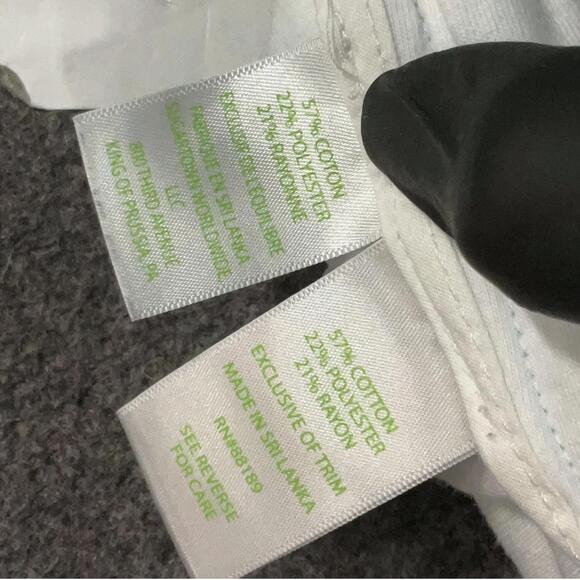 57% COTON
22% POLYESTER
21% RAYONNE
EXCLUSIF DE L'EQUILIBRE
FABRIQUE EN SRI LANKA
SUGARTOWN WORLDWIDE
LLC
800 THIRD AVENUE
KING OF PRUSSIA, PA
57% COTTON
22% POLYESTER
21% RAYON
EXCLUSIVE OF TRIM
MADE IN SRI LANKA
RN#88189
SEE REVERSE
FOR CARE